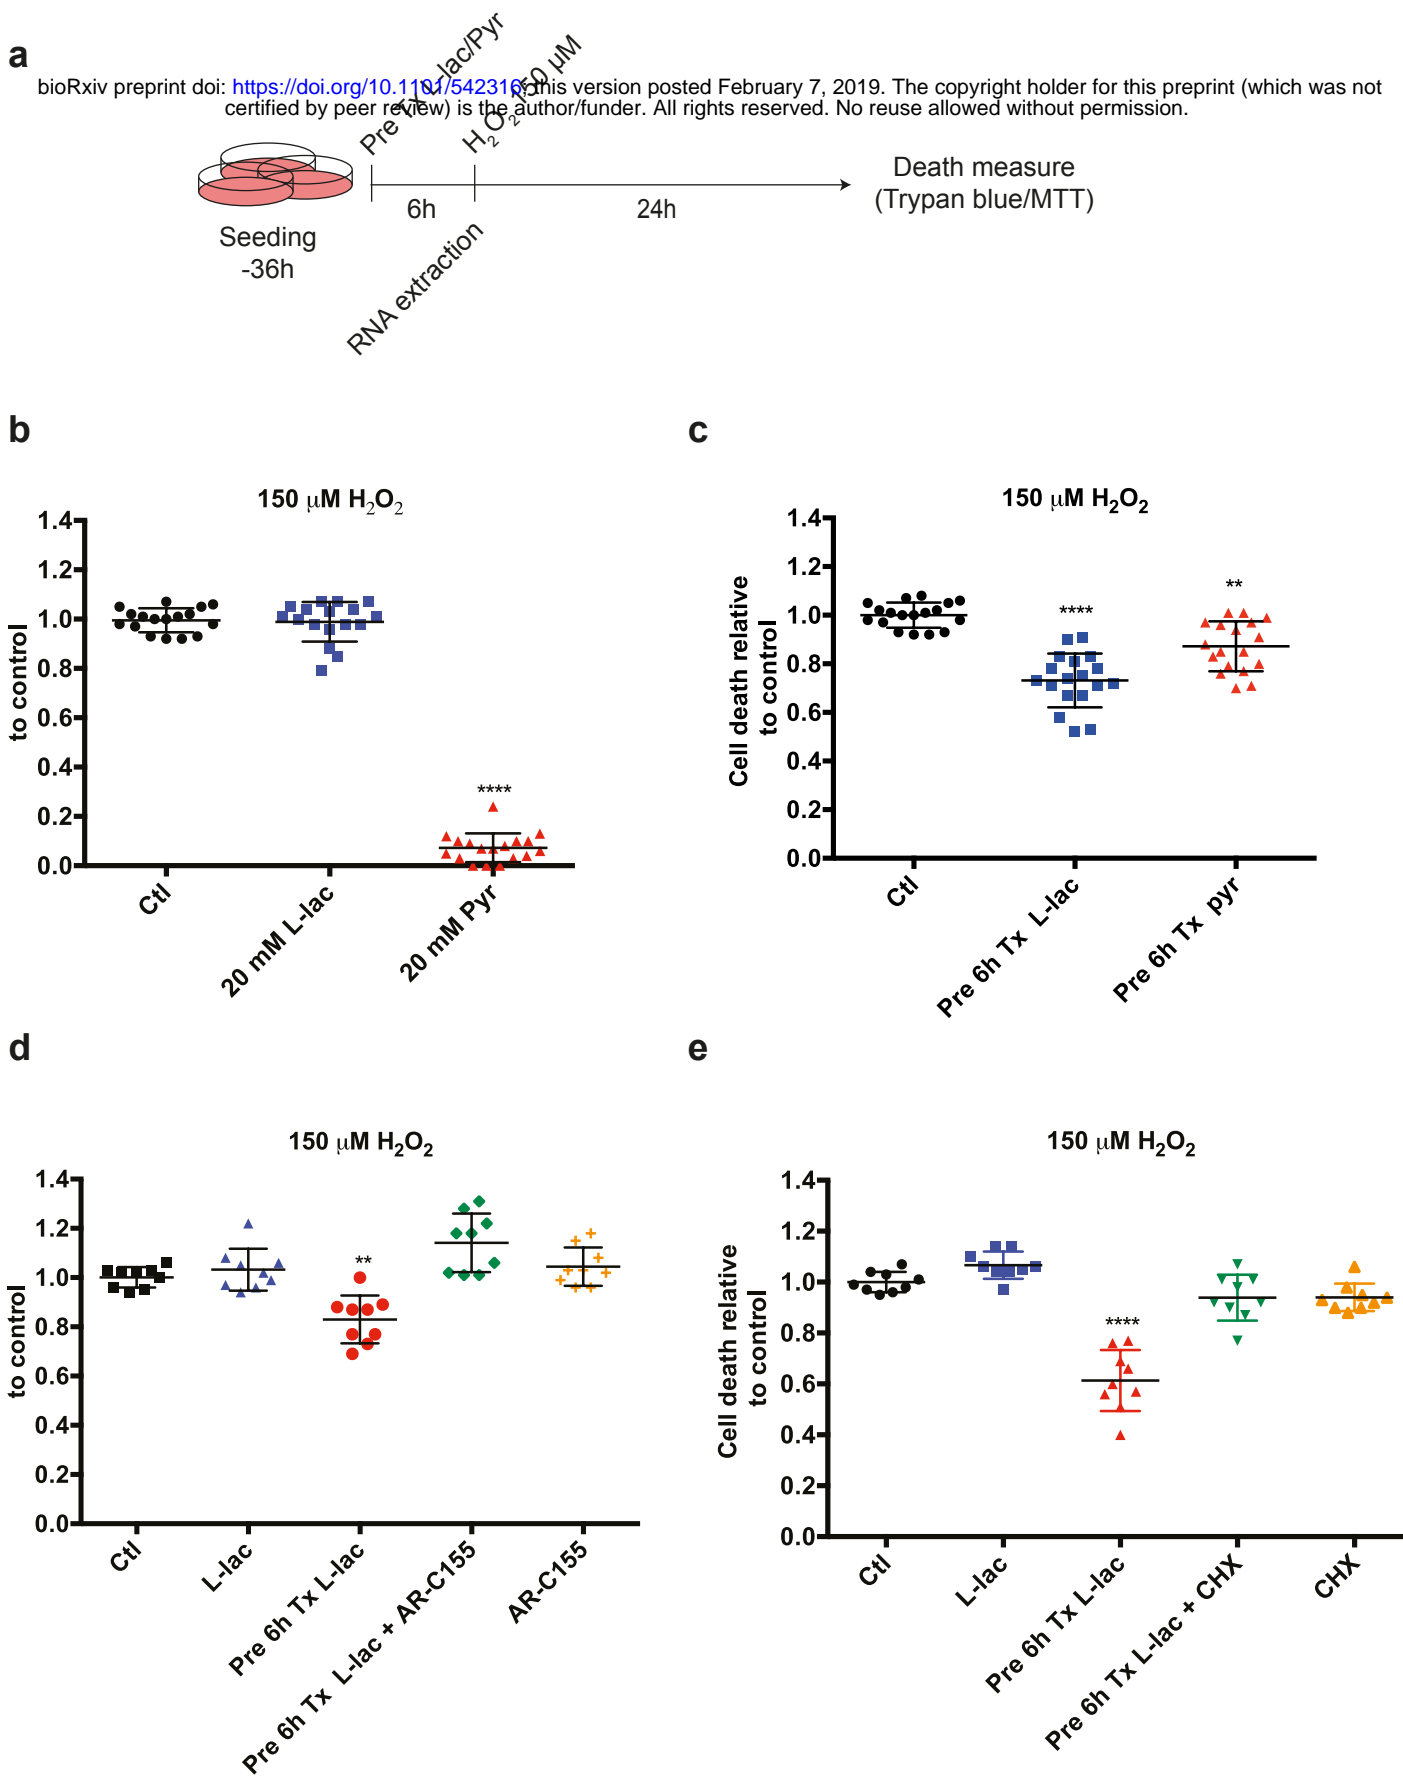 a
Pre Tx L-lac/Pyr
H2O2 150 µM
bioRxiv preprint doi: https://doi.org/10.1101/542316; this version posted February 7, 2019. The copyright holder for this preprint (which was not
certified by peer review) is the author/funder. All rights reserved. No reuse allowed without permission.
Death measure
(Trypan blue/MTT)
6h
24h
Seeding
-36h
RNA extraction
b
150 µM H2O2
to control
1.4
1.2
1.0
0.8
0.6
0.4
0.2
0.0
****
Ctl
20 mM L-lac
20 mM Pyr
c
150 µM H2O2
Cell death relative
to control
1.4
1.2
1.0
0.8
0.6
0.4
0.2
0.0
****
**
Ctl
Pre 6h Tx L-lac
Pre 6h Tx pyr
d
150 µM H2O2
to control
1.4
1.2
1.0
0.8
0.6
0.4
0.2
0.0
**
Ctl
L-lac
Pre 6h Tx L-lac
Pre 6h Tx L-lac + AR-C155
AR-C155
e
150 µM H2O2
Cell death relative
to control
1.4
1.2
1.0
0.8
0.6
0.4
0.2
0.0
****
Ctl
L-lac
Pre 6h Tx L-lac
Pre 6h Tx L-lac + CHX
CHX